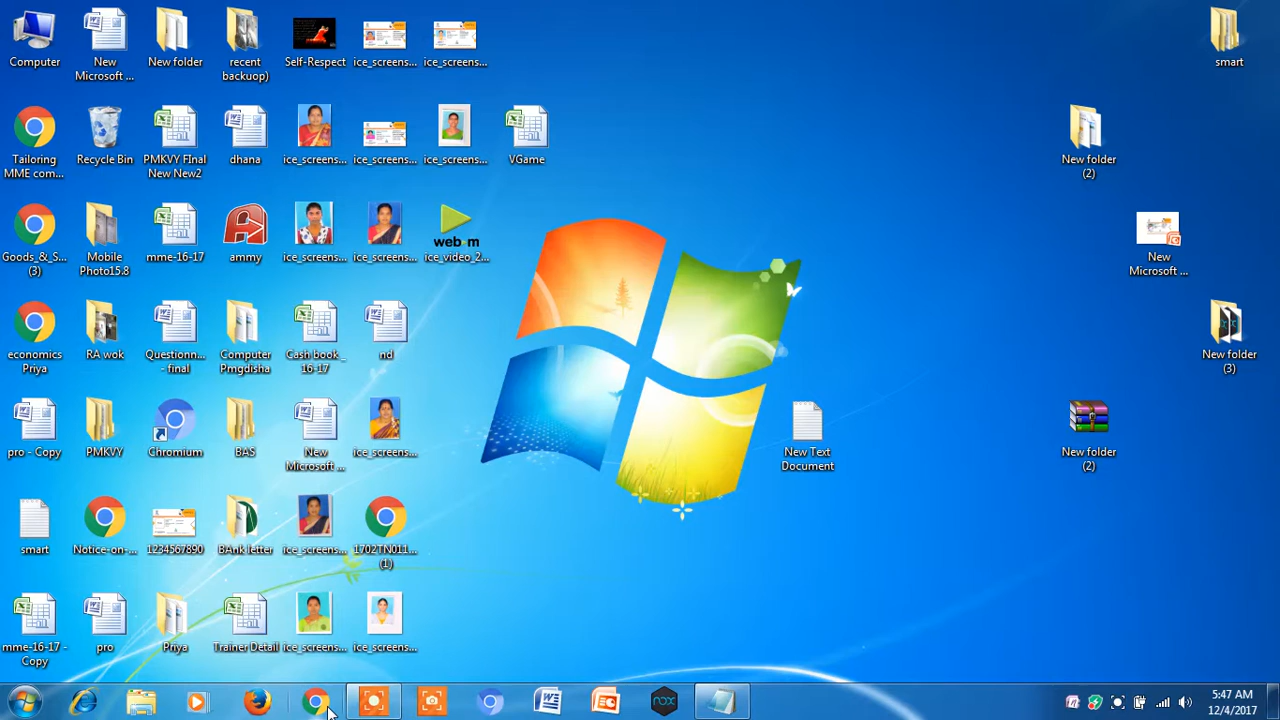 Computer
New
Microsoft ...
New folder
recent
backuop)
Self-Respect
ice_screens...
ice_screens...
smart
Tailoring
MME com...
Recycle Bin
PMKVY FInal
New New2
dhana
ice_screens...
ice_screens...
ice_screens...
VGame
New folder
(2)
Goods_&_S...
(3)
Mobile
Photo15.8
mme-16-17
ammy
ice_screens...
ice_screens...
web m
ice_video_2...
New
Microsoft ...
economics
Priya
RA wok
Questionn...
- final
Computer
Pmgdisha
Cash book _
16-17
nd
New folder
(3)
pro - Copy
PMKVY
Chromium
BAS
New
Microsoft ...
ice_screens...
New Text
Document
New folder
(2)
smart
Notice-on-...
1234567890
BAnk letter
ice_screens...
1702TN011...
(1)
mme-16-17 -
Copy
pro
Priya
Trainer Detail
ice_screens...
ice_screens...
nox
5:47 AM
12/4/2017